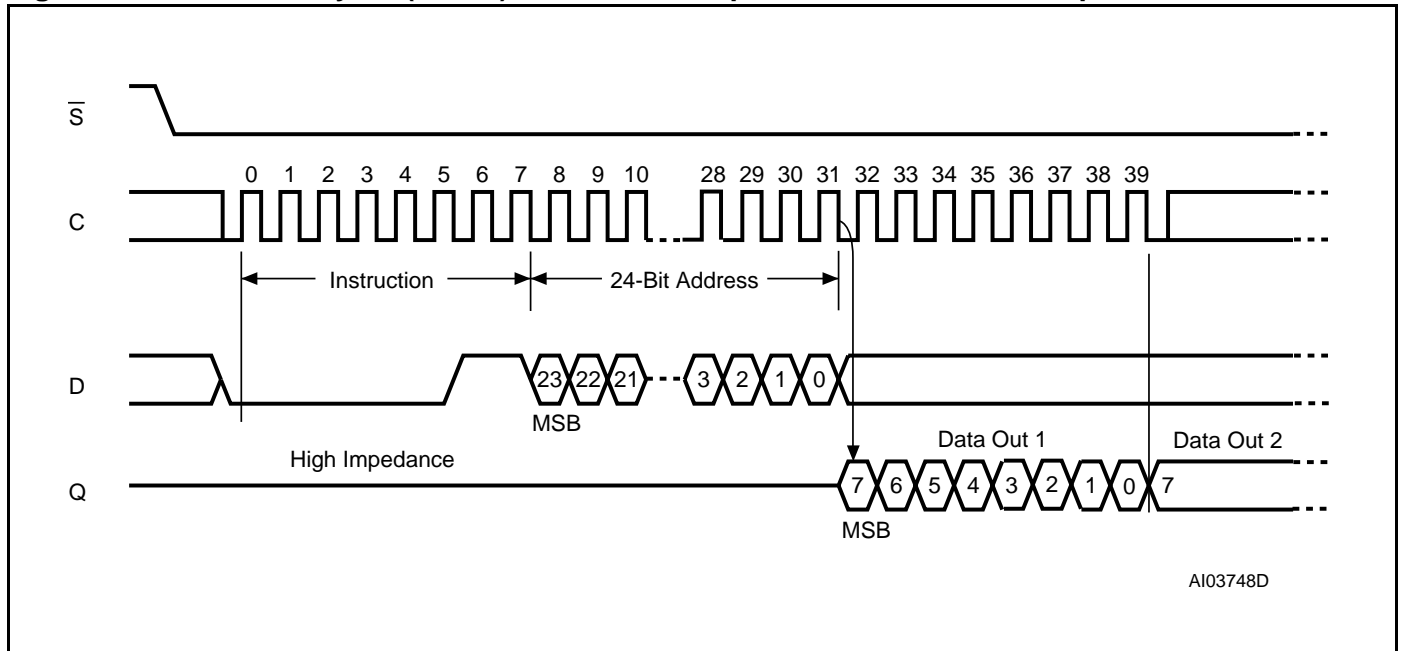 S
0 1 2 3 4 5 6 7 8 9 10 28 29 30 31 32 33 34 35 36 37 38 39
C
Instruction 24-Bit Address
D
23 22 21 3 2 1 0
MSB
High Impedance
Data Out 1 Data Out 2
Q
7 6 5 4 3 2 1 0 7
MSB
AI03748D